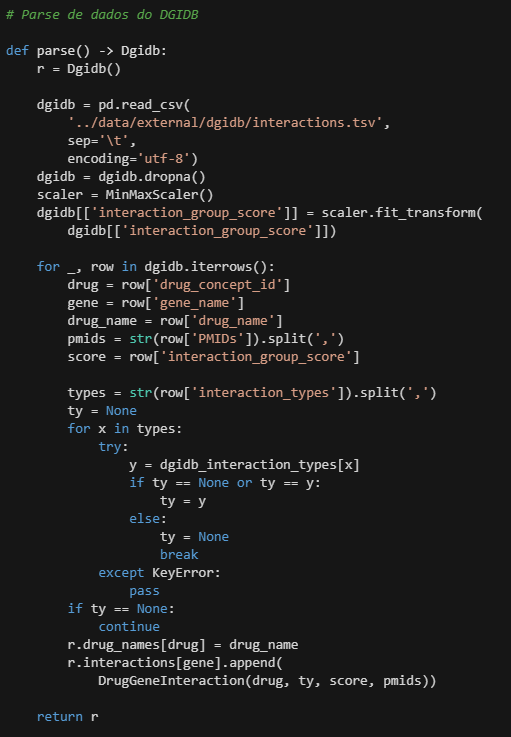 # Parse de dados do DGIDB

def parse() -> Dgidb:
    r = Dgidb()

    dgidb = pd.read_csv(
        '../data/external/dgidb/interactions.tsv',
        sep='\t',
        encoding='utf-8')
    dgidb = dgidb.dropna()
    scaler = MinMaxScaler()
    dgidb[['interaction_group_score']] = scaler.fit_transform(
        dgidb[['interaction_group_score']])

    for _, row in dgidb.iterrows():
        drug = row['drug_concept_id']
        gene = row['gene_name']
        drug_name = row['drug_name']
        pmids = str(row['PMIDs']).split(',')
        score = row['interaction_group_score']

        types = str(row['interaction_types']).split(',')
        ty = None
        for x in types:
            try:
                y = dgidb_interaction_types[x]
                if ty == None or ty == y:
                    ty = y
                else:
                    ty = None
                    break
            except KeyError:
                pass
        if ty == None:
            continue
        r.drug_names[drug] = drug_name
        r.interactions[gene].append(
            DrugGeneInteraction(drug, ty, score, pmids))

    return r